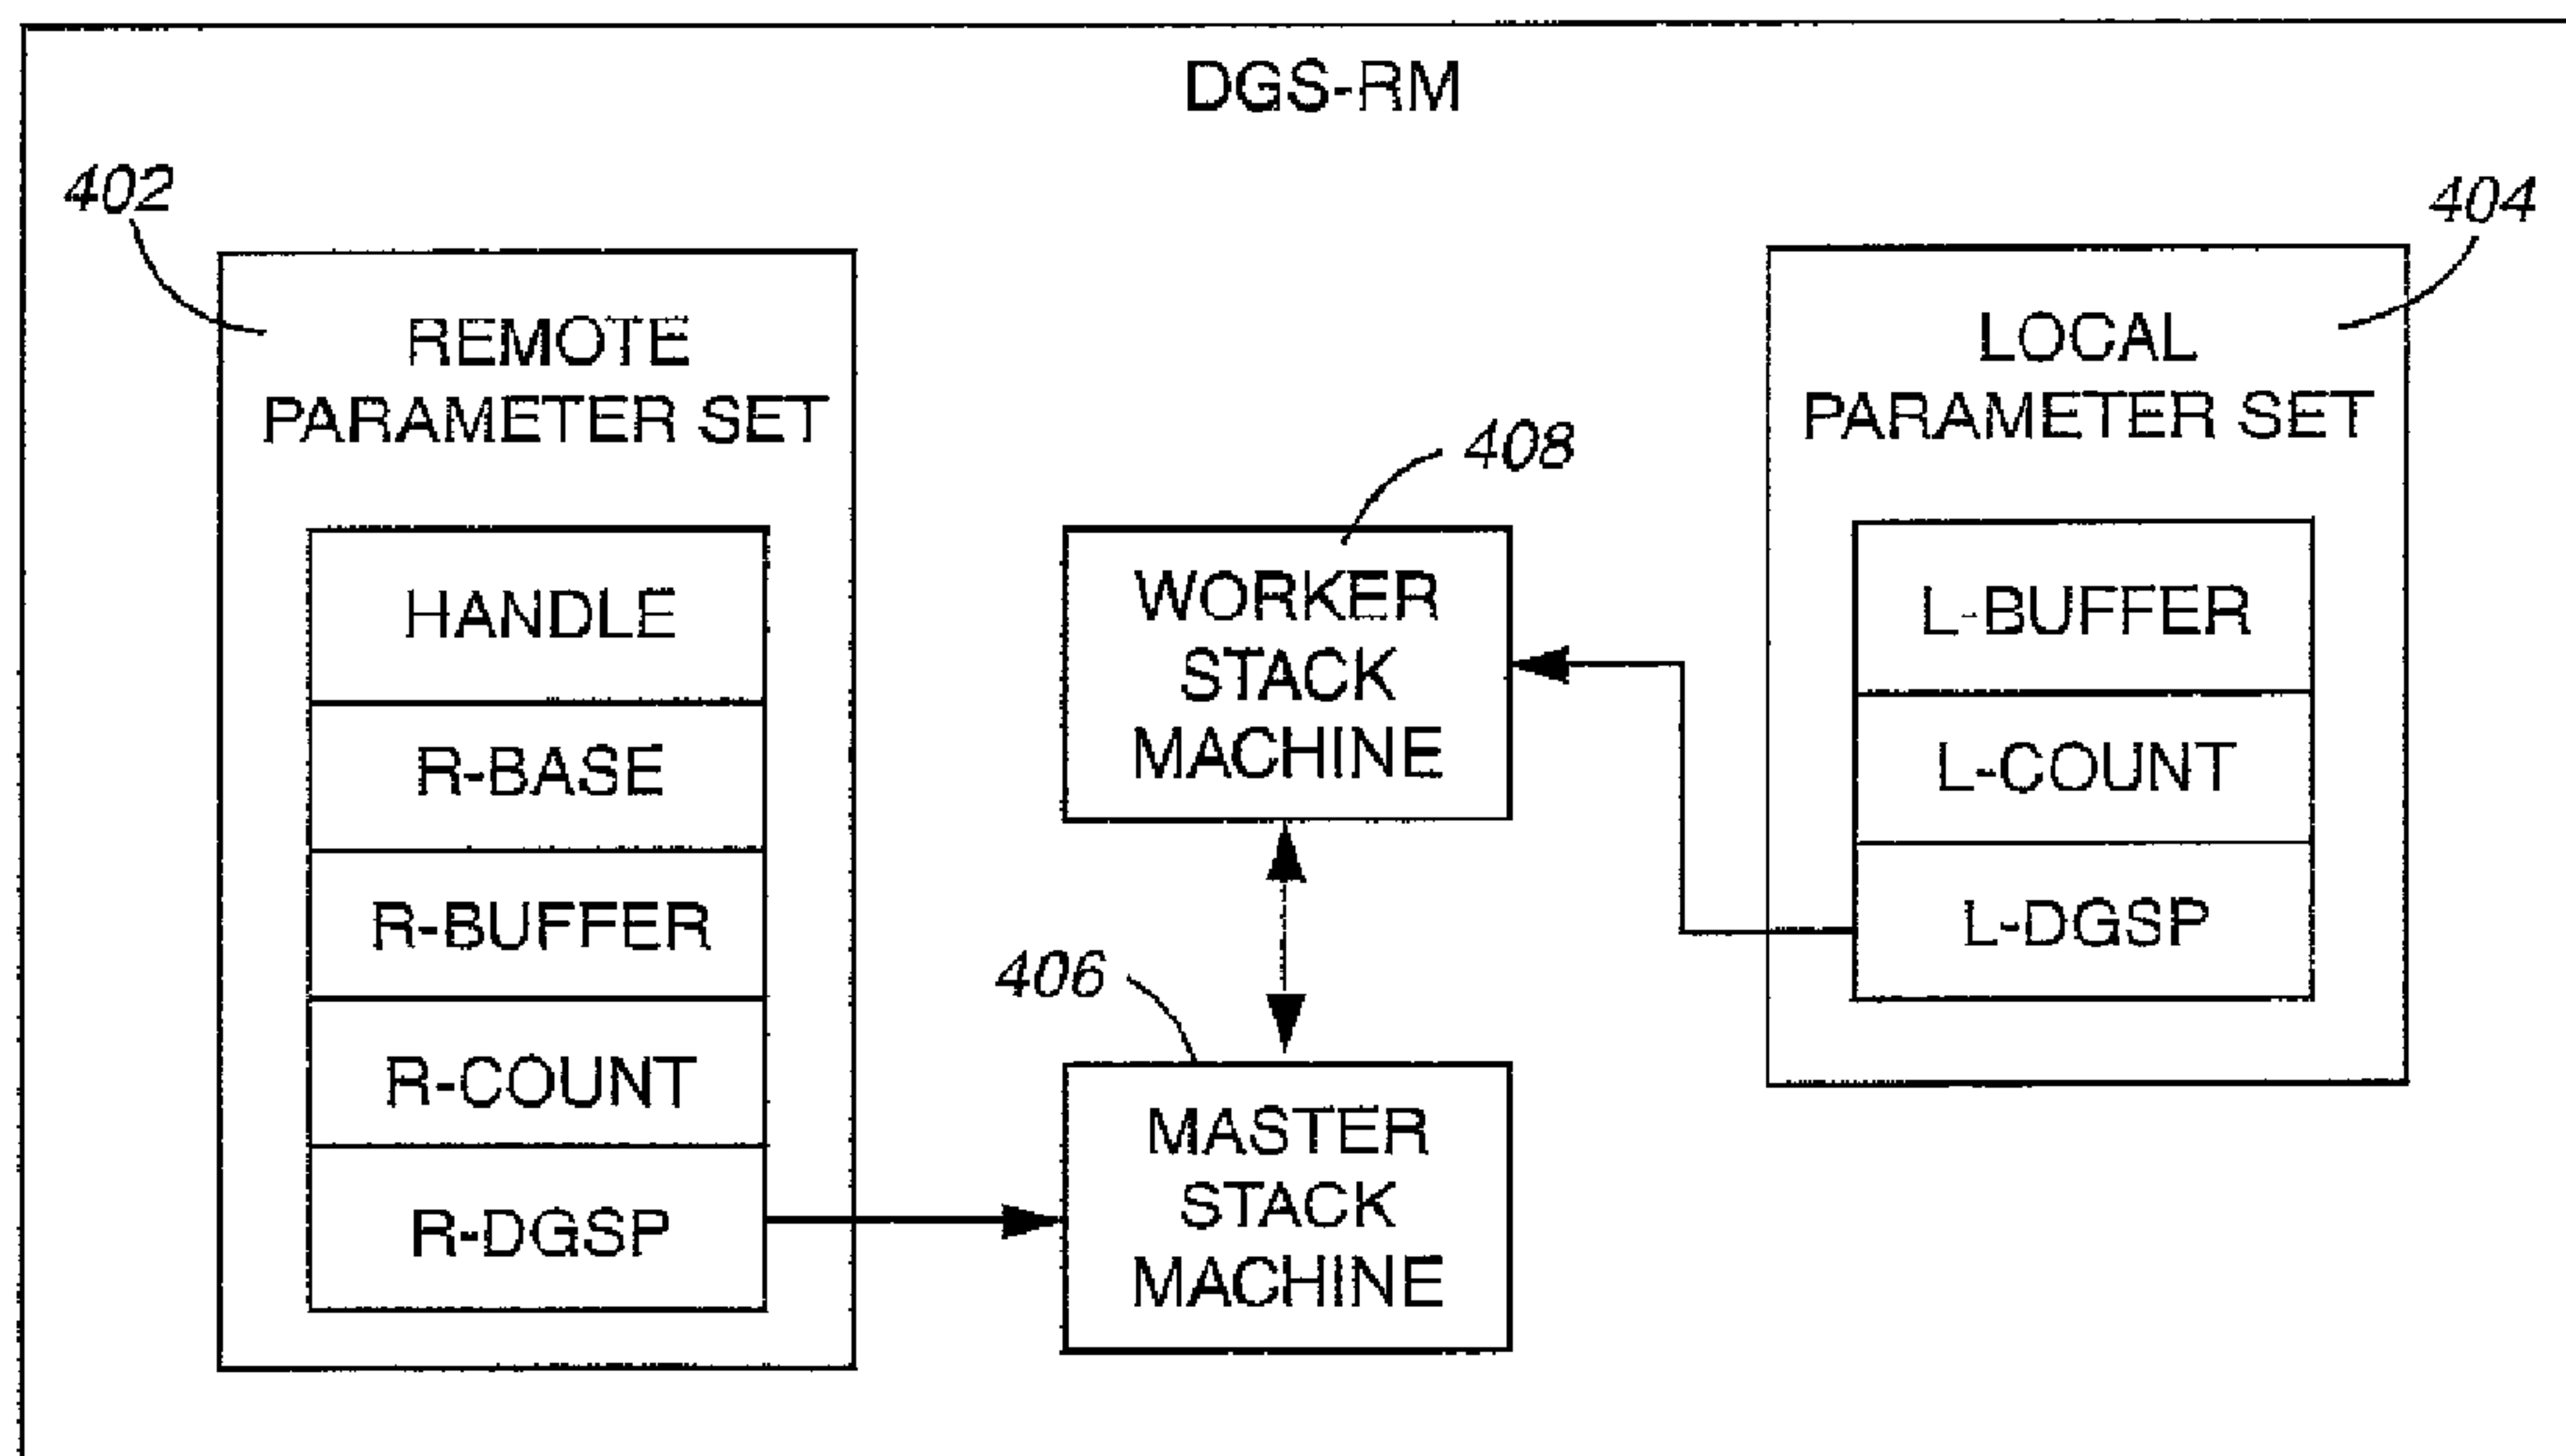 DGS-RM
402
REMOTE
PARAMETER SET
HANDLE
R-BASE
R-BUFFER
R-COUNT
R-DGSP
408
WORKER
STACK
MACHINE
406
MASTER
STACK
MACHINE
404
LOCAL
PARAMETER SET
L-BUFFER
L-COUNT
L-DGSP